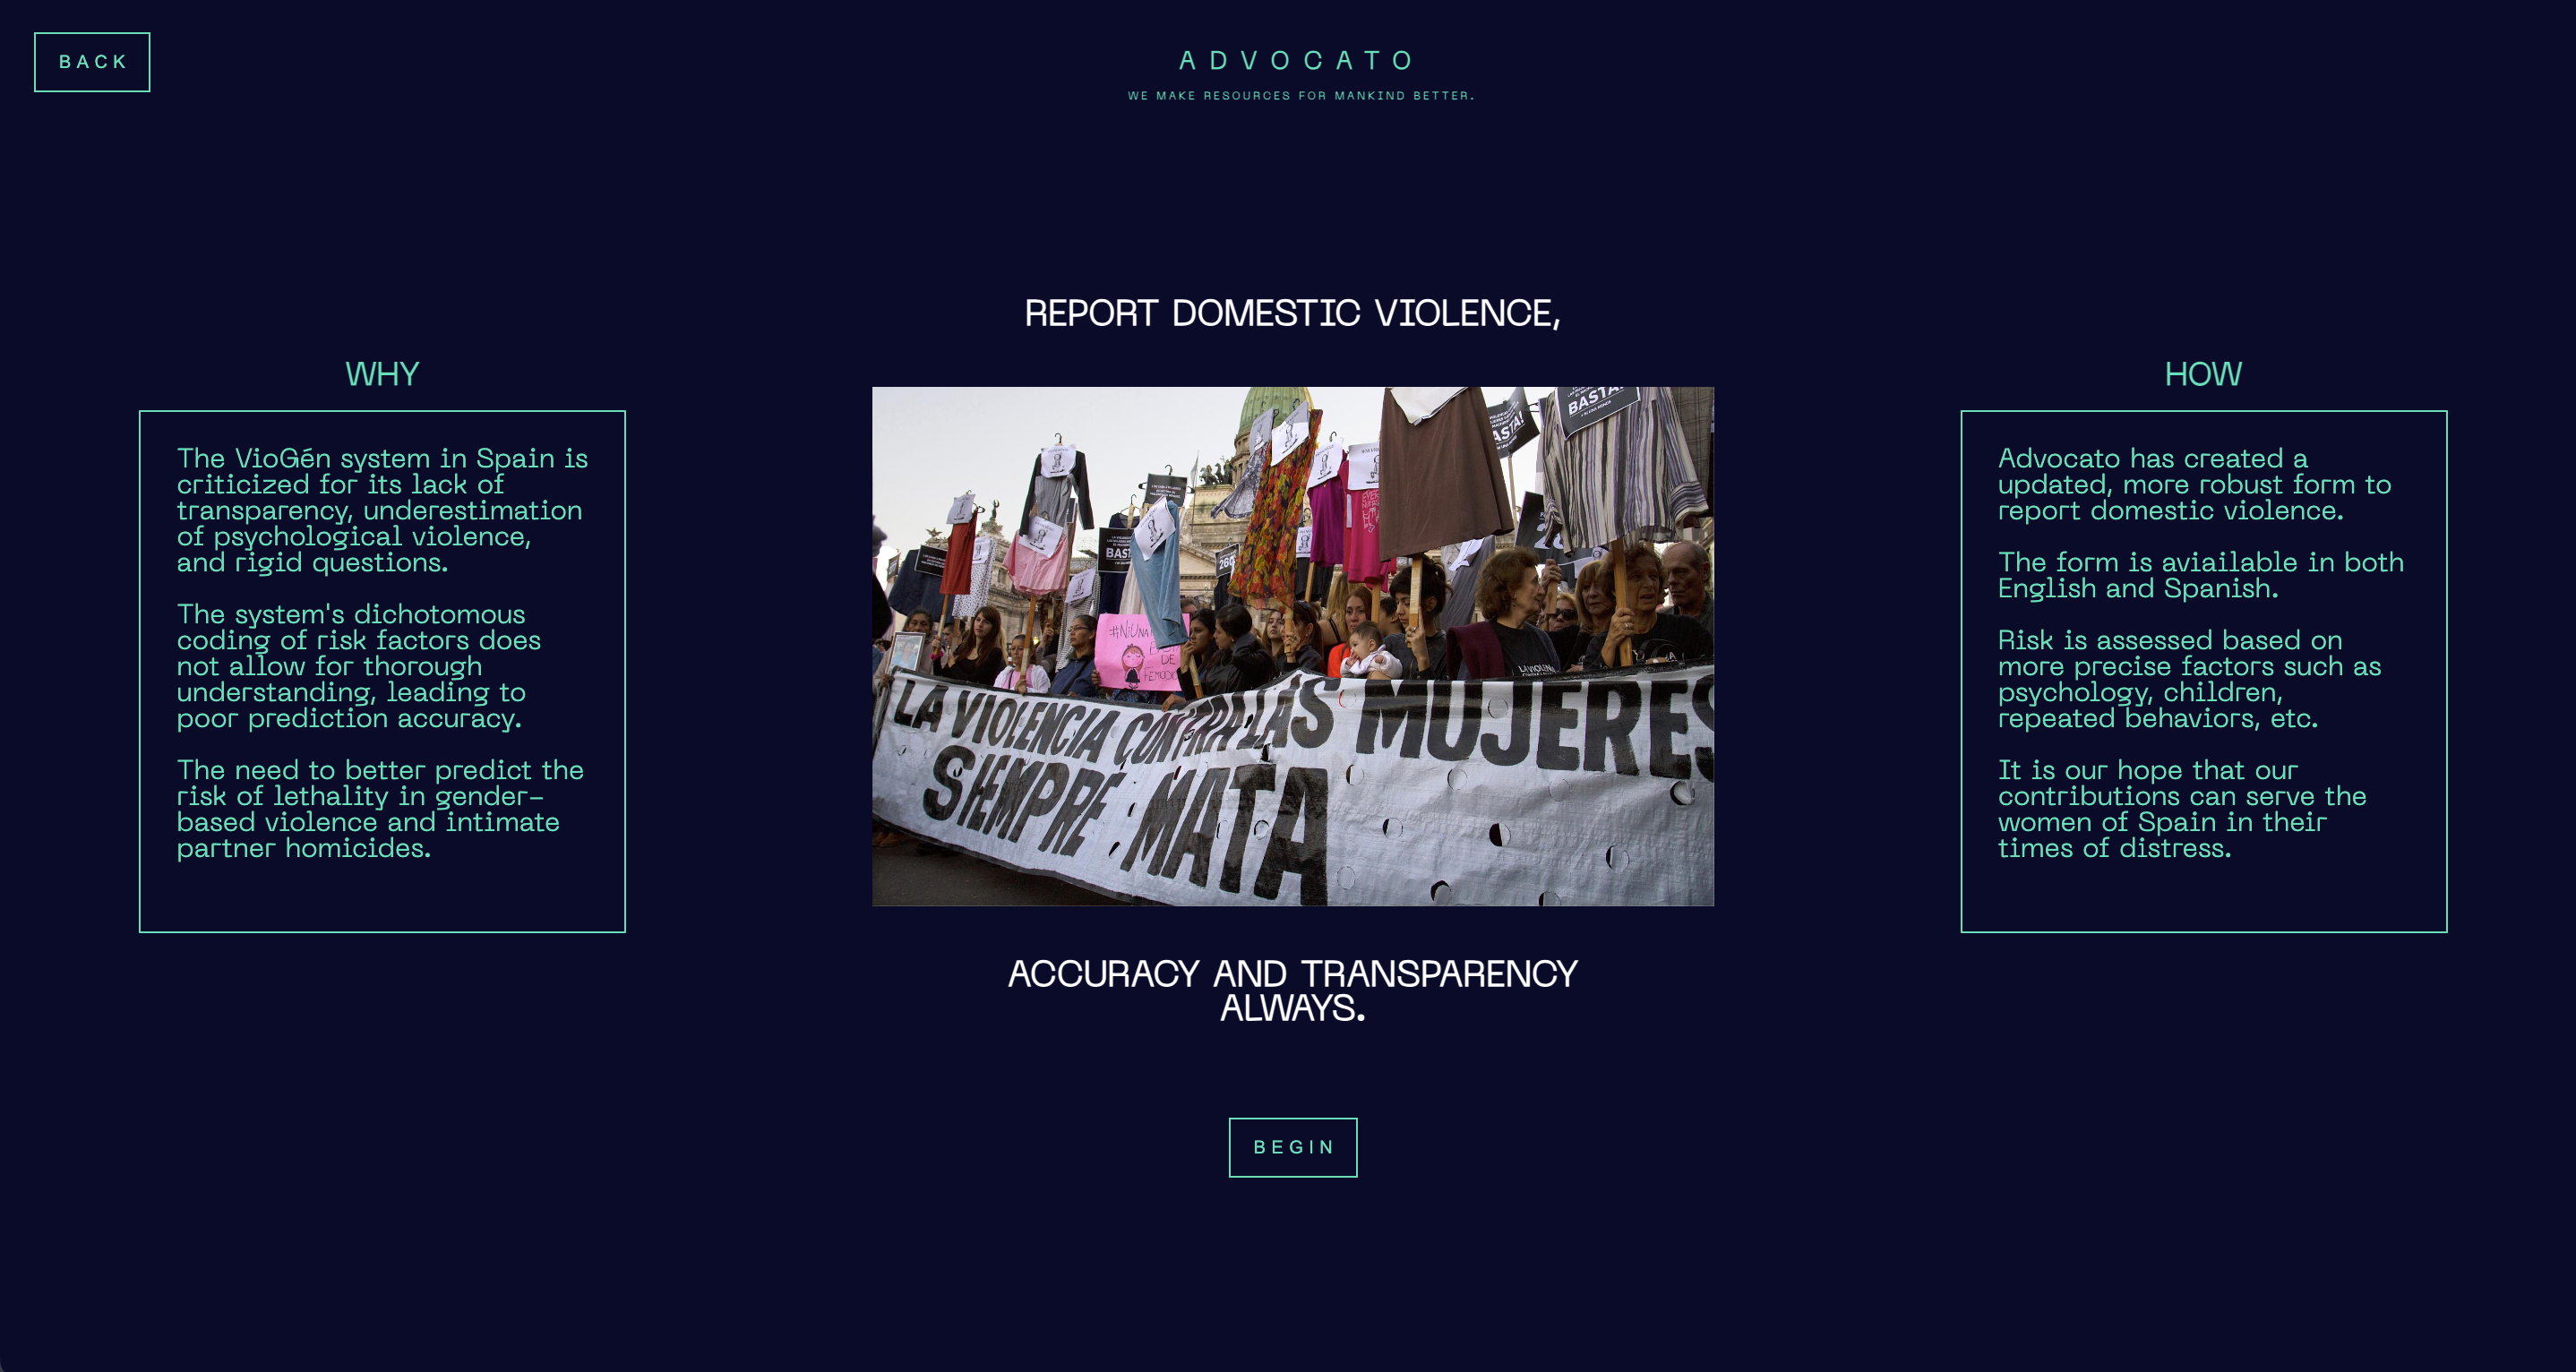 BACK
ADVOCATO
WE MAKE RESOURCES FOR MANKIND BETTER.
REPORT DOMESTIC VIOLENCE,
WHY
The VioGén system in Spain is
criticized for its lack of
transparency, underestimation
of psychological violence,
and rigid questions.
The system's dichotomous
coding of risk factors does
not allow for thorough
understanding, leading to
poor prediction accuracy.
The need to better predict the
risk of lethality in gender-
based violence and intimate
partner homicides.
BASTA!
BASTA!
#NiUna
DE
LA VIOLENCIA CONTRA LAS MUJERES
SIEMPRE MATA
HOW
Advocato has created a
updated, more robust form to
report domestic violence.
The form is aviailable in both
English and Spanish.
Risk is assessed based on
more precise factors such as
psychology, children,
repeated behaviors, etc.
It is our hope that our
contributions can serve the
women of Spain in their
times of distress.
ACCURACY AND TRANSPARENCY
ALWAYS.
BEGIN